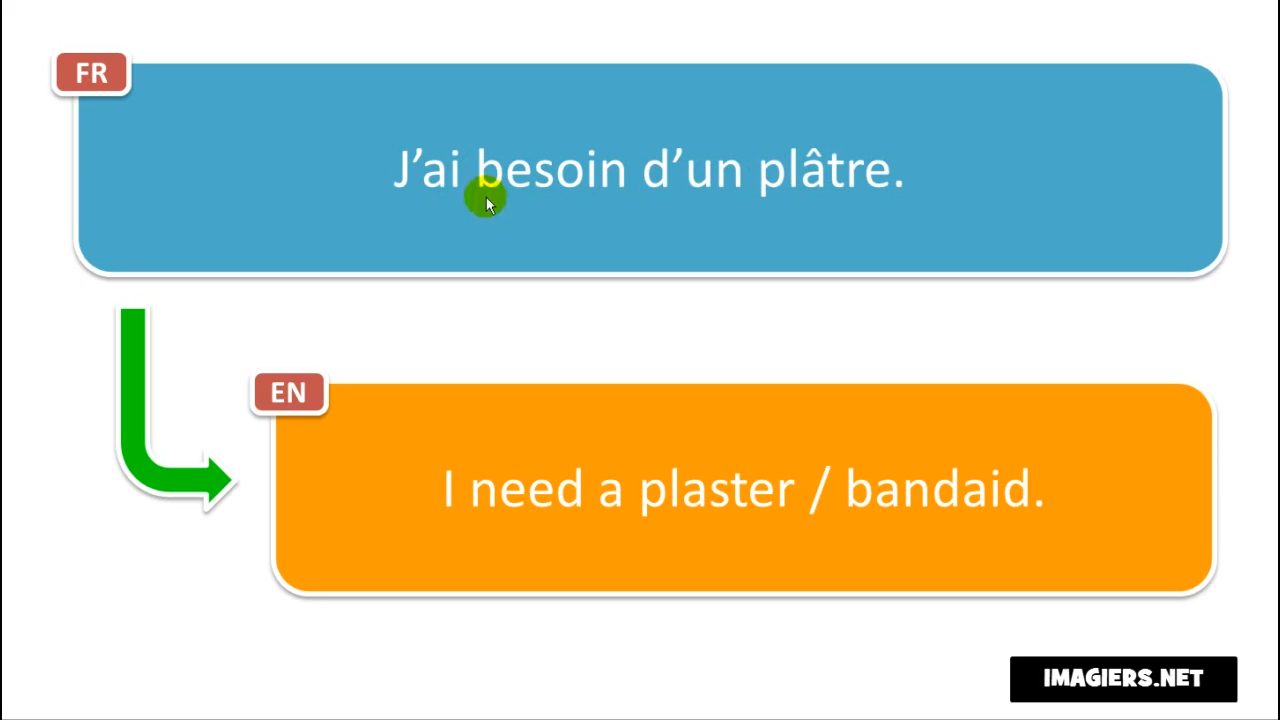 FR
J’ai besoin d’un plâtre.
EN
I need a plaster / bandaid.
IMAGIERS.NET